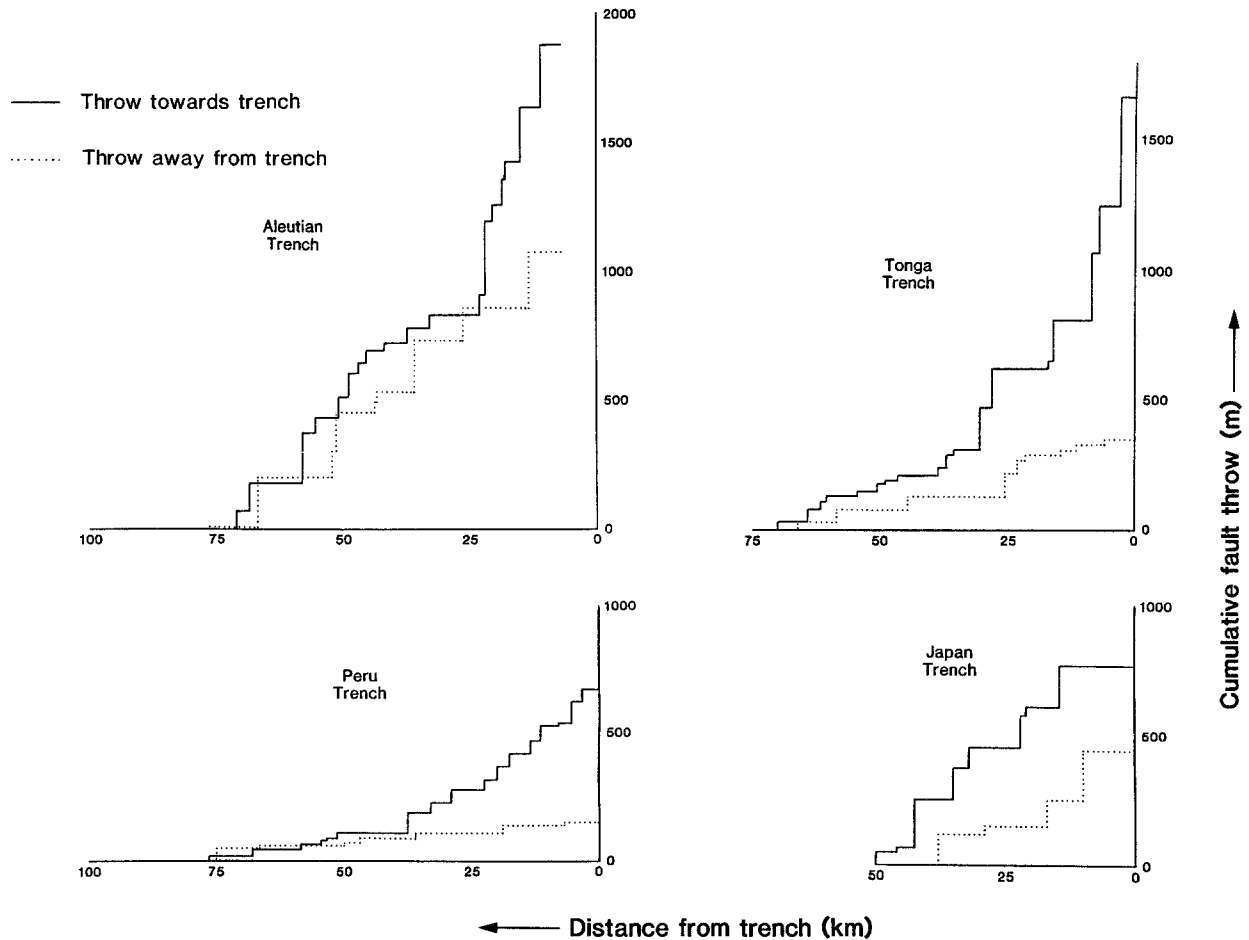 2000
Throw towards trench
1500
Throw away from trench
Aleutian
Trench
1000
500
0
100
75
50
25
0
1500
Tonga
Trench
1000
500
0
75
50
25
0
1000
Peru
Trench
500
0
100
75
50
25
0
1000
Japan
Trench
500
0
50
25
0
Cumulative fault throw (m)
Distance from trench (km)